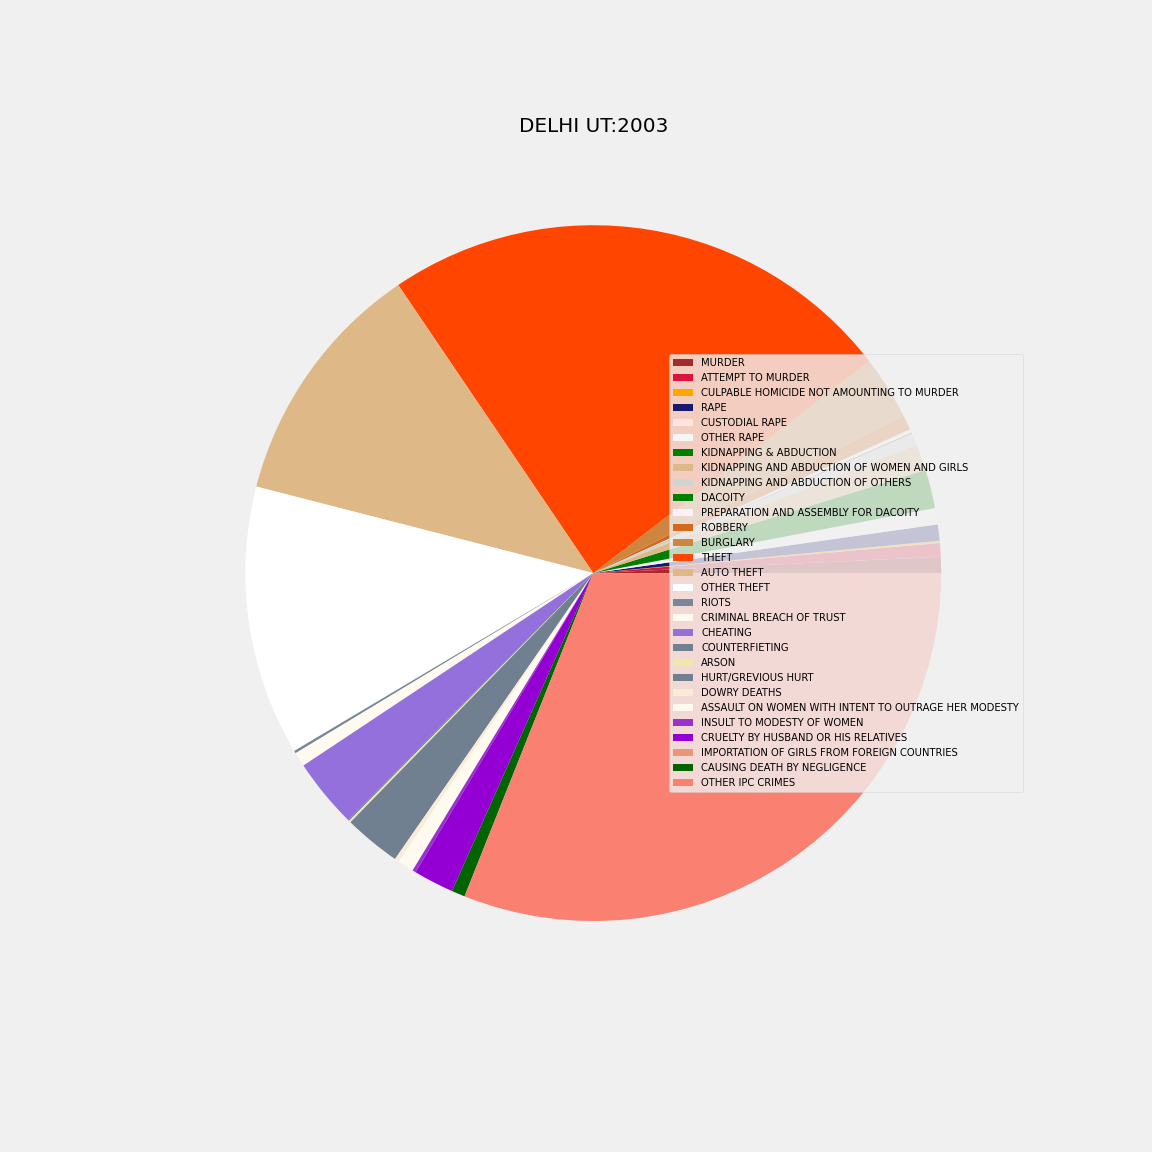 DELHI UT:2003
MURDER
ATTEMPT TO MURDER
CULPABLE HOMICIDE NOT AMOUNTING TO MURDER
RAPE
CUSTODIAL RAPE
OTHER RAPE
KIDNAPPING & ABDUCTION
KIDNAPPING AND ABDUCTION OF WOMEN AND GIRLS
KIDNAPPING AND ABDUCTION OF OTHERS
DACOITY
PREPARATION AND ASSEMBLY FOR DACOITY
ROBBERY
BURGLARY
THEFT
AUTO THEFT
OTHER THEFT
RIOTS
CRIMINAL BREACH OF TRUST
CHEATING
COUNTERFIETING
ARSON
HURT/GREVIOUS HURT
DOWRY DEATHS
ASSAULT ON WOMEN WITH INTENT TO OUTRAGE HER MODESTY
INSULT TO MODESTY OF WOMEN
CRUELTY BY HUSBAND OR HIS RELATIVES
IMPORTATION OF GIRLS FROM FOREIGN COUNTRIES
CAUSING DEATH BY NEGLIGENCE
OTHER IPC CRIMES